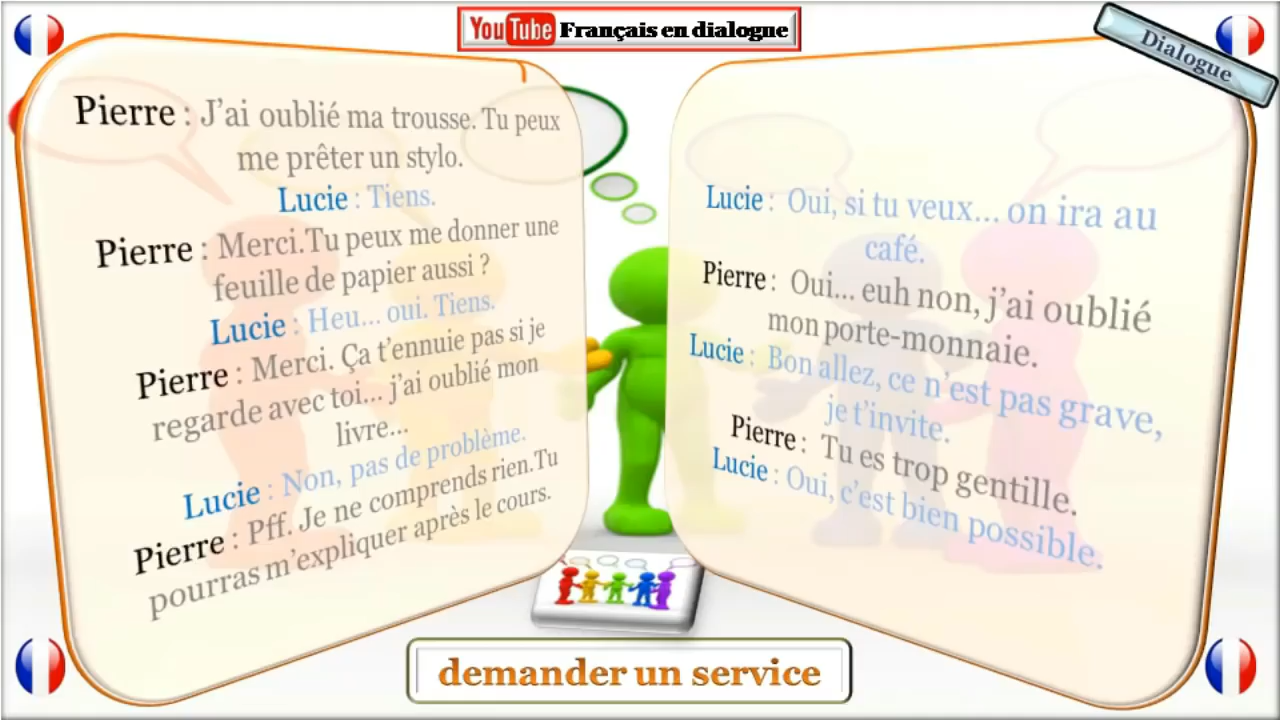 YouTube Français en dialogue
Dialogue
Pierre : J'ai oublié ma trousse. Tu peux
me prêter un stylo.
Lucie : Tiens.
Pierre : Merci.Tu peux me donner une
feuille de papier aussi ?
Lucie : Heu... oui. Tiens.
Pierre : Merci. Ça t'ennuie pas si je
regarde avec toi... j'ai oublié mon
livre...
Lucie : Non, pas de problème.
Pierre : Pff. Je ne comprends rien.Tu
pourras m'expliquer après le cours.
Lucie : Oui, si tu veux... on ira au
café.
Pierre : Oui... euh non, j'ai oublié
mon porte-monnaie.
Lucie : Bon allez, ce n'est pas grave,
je t'invite.
Pierre : Tu es trop gentille.
Lucie : Oui, c'est bien possible.
demander un service